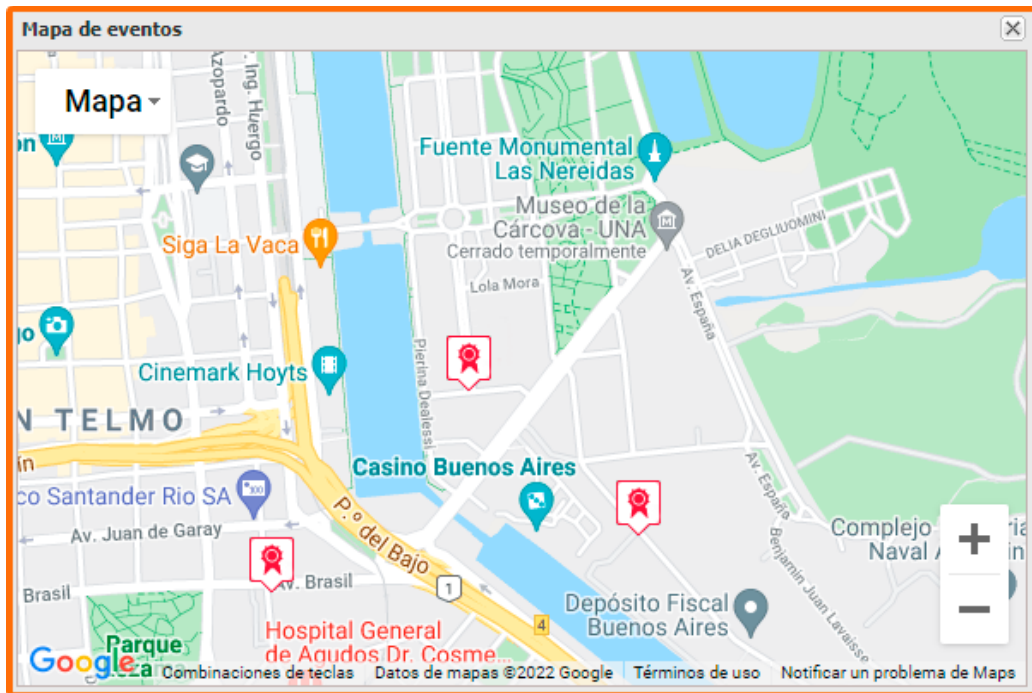 Mapa de eventos
Mapa
Azopardo
Ing. Huergo
Fuente Monumental
Las Nereidas
Museo de la
Cárcova - UNA
Cerrado temporalmente
Siga La Vaca
DELIA DEGLIUOMINI
Lola Mora
Av. España
Pierina Dealessi
Cinemark Hoyts
N TELMO
Casino Buenos Aires
co Santander Rio SA
Av. Juan de Garay
P.º del Bajo
Av. España
Benjamín Juan Lavaisse
Complejo
Naval
Brasil
Av. Brasil
1
4
Depósito Fiscal
Buenos Aires
Hospital General
de Agudos Dr. Cosme...
Parque
Google
Combinaciones de teclas
Datos de mapas ©2022 Google
Términos de uso
Notificar un problema de Maps